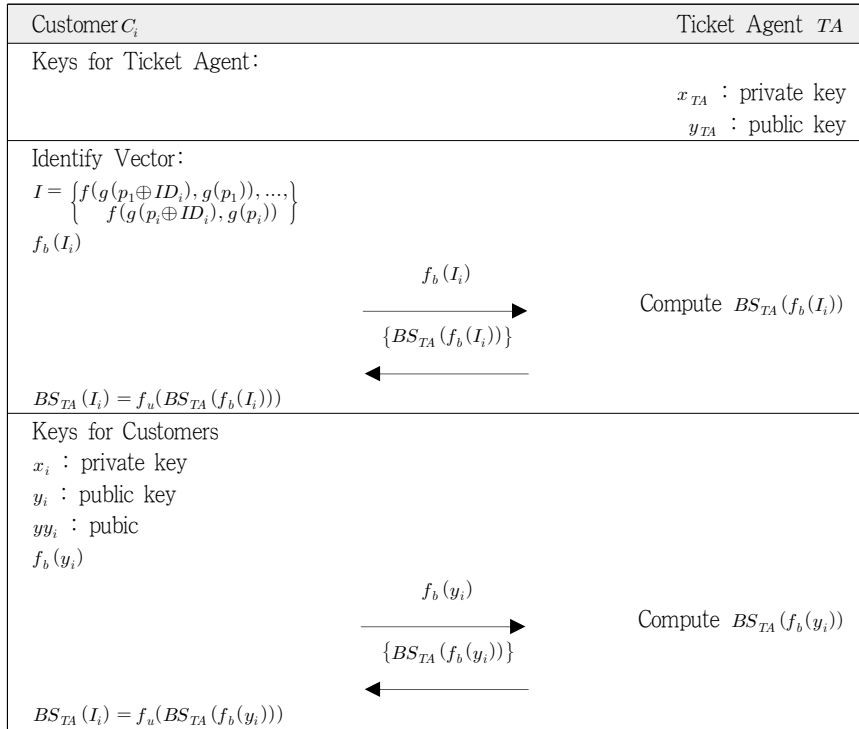 Customer C_i Ticket Agent TA
Keys for Ticket Agent:
x_TA : private key
y_TA : public key
Identify Vector:
I = {f(g(p_1⊕ID_i), g(p_1)), ...,
f(g(p_i⊕ID_i), g(p_i))}
f_b(I_i)
f_b(I_i)
Compute BS_TA(f_b(I_i))
{BS_TA(f_b(I_i))}
BS_TA(I_i) = f_u(BS_TA(f_b(I_i)))
Keys for Customers
x_i : private key
y_i : public key
yy_i : pubic
f_b(y_i)
f_b(y_i)
Compute BS_TA(f_b(y_i))
{BS_TA(f_b(y_i))}
BS_TA(I_i) = f_u(BS_TA(f_b(y_i)))